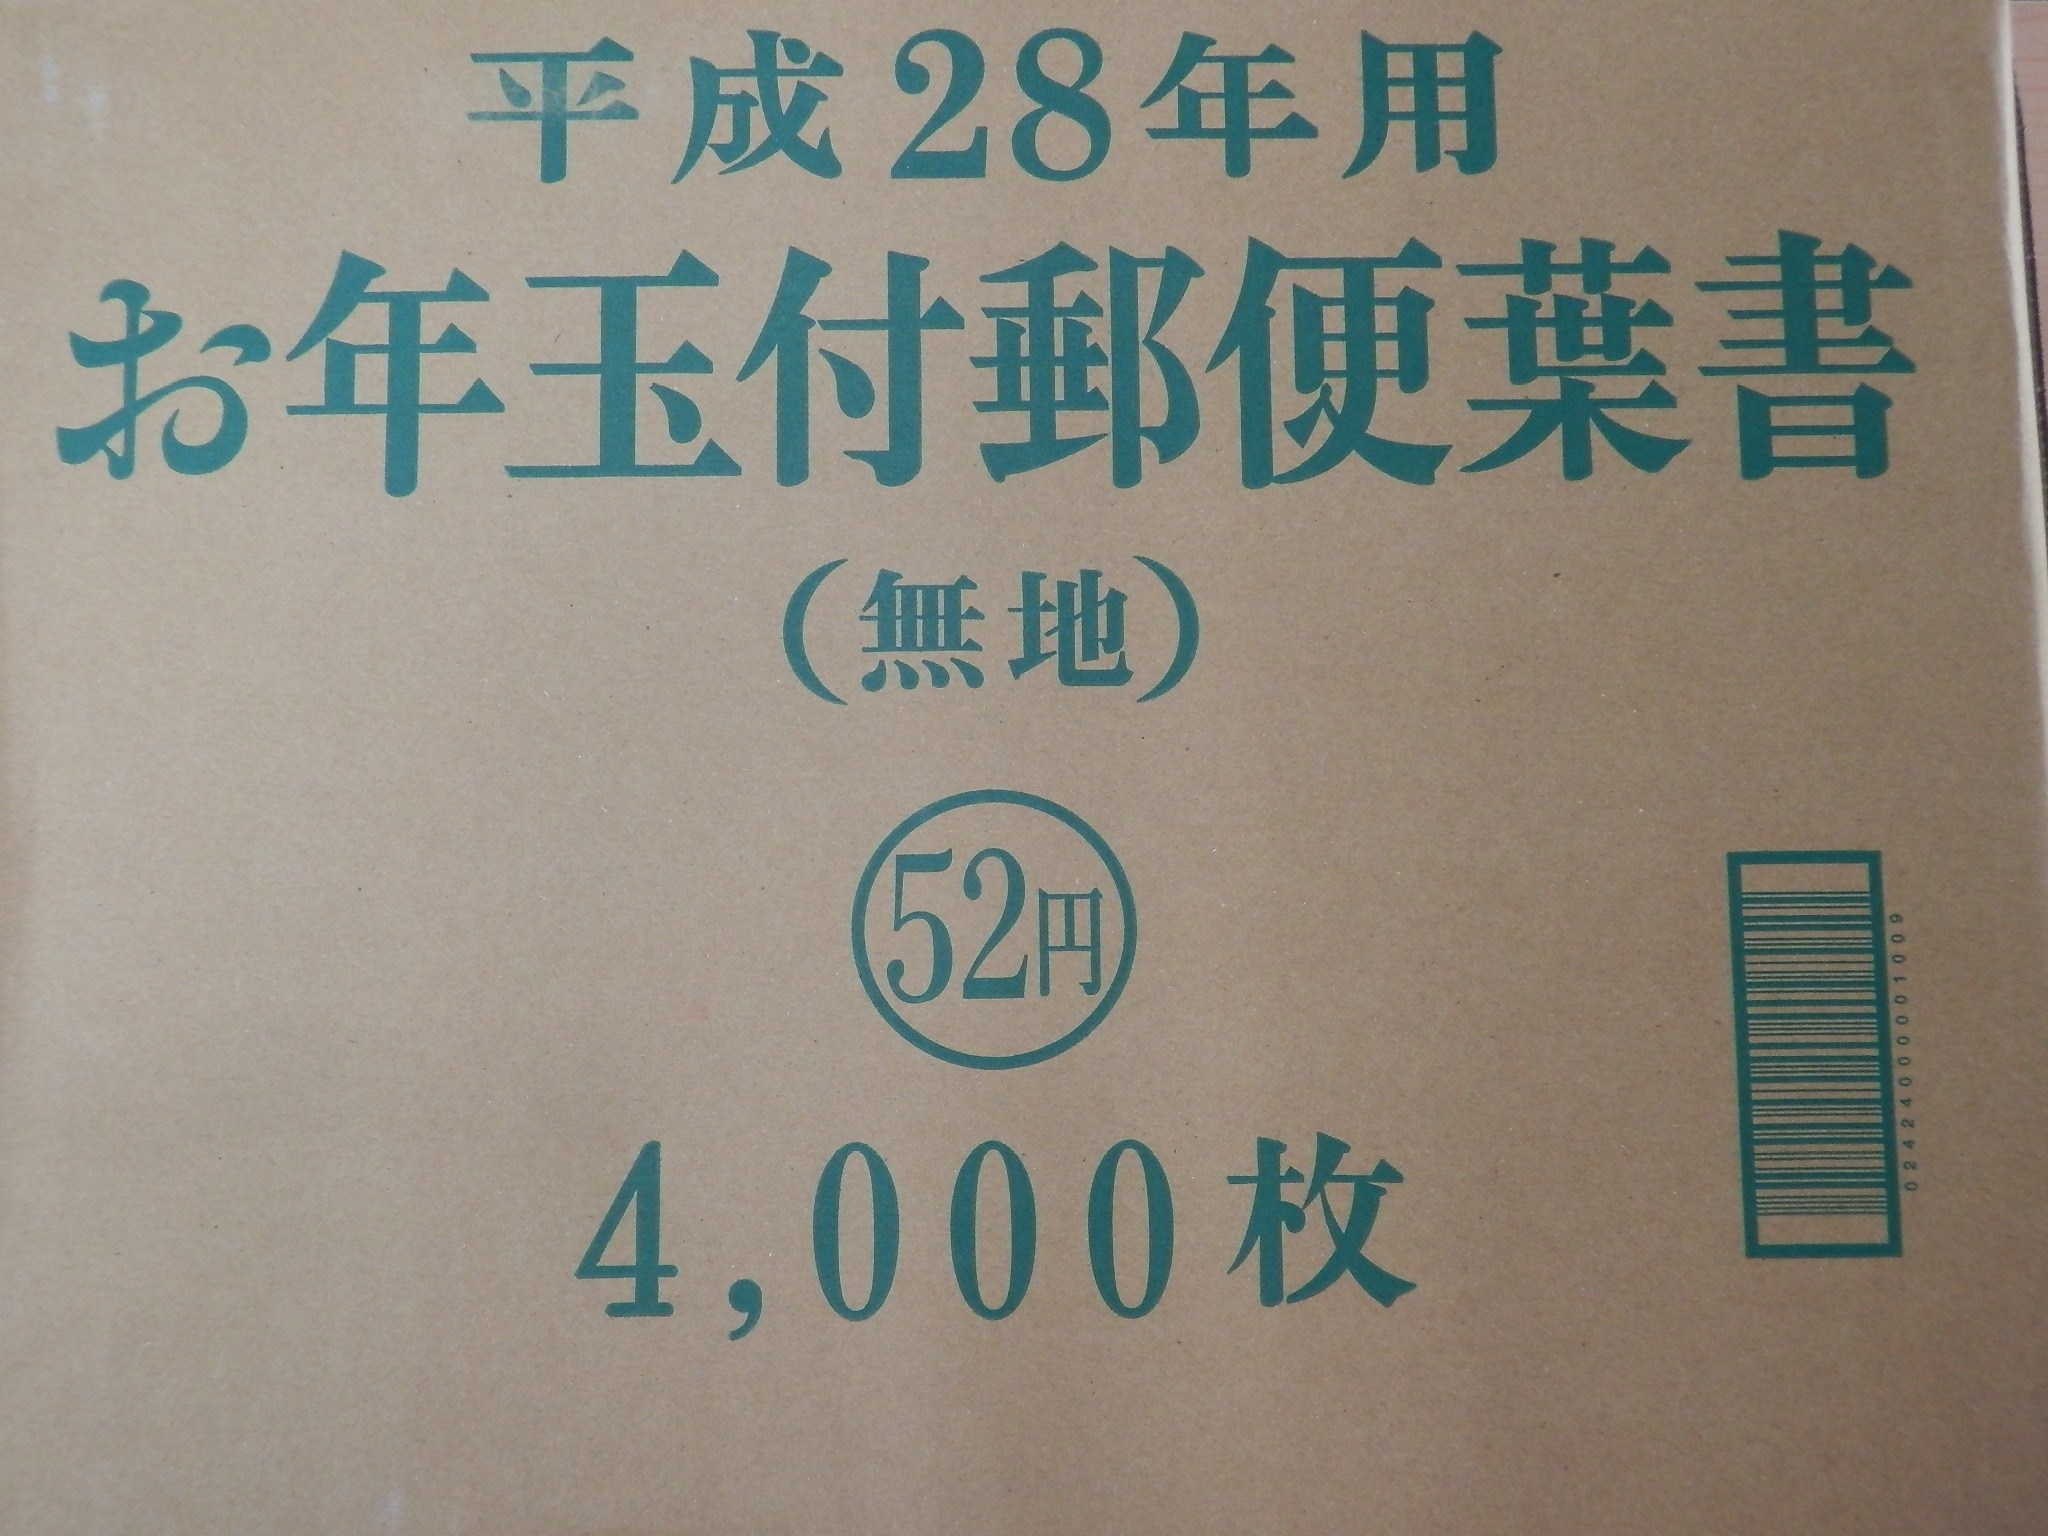 平成28年用
お年玉付郵便葉書
(無地)
52円
4,000枚
0242400001009